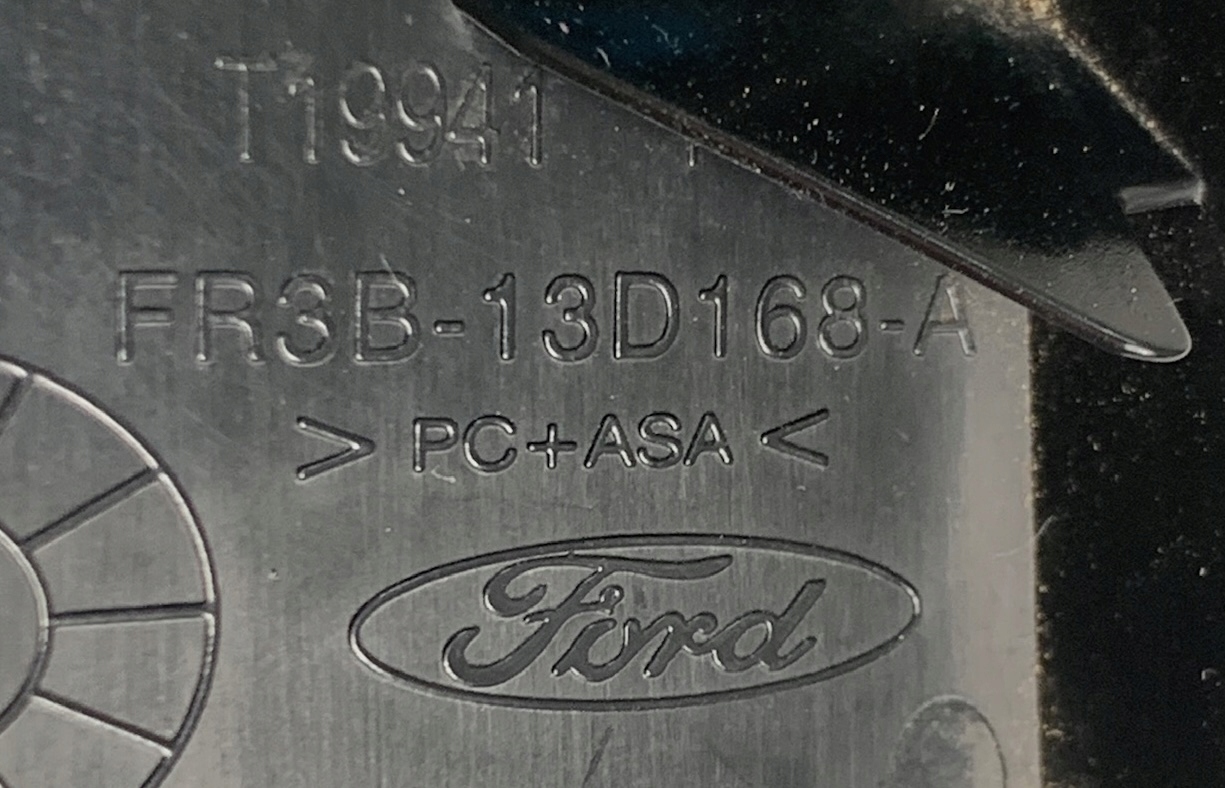 T19941
FR3B-13D168-A
> PC+ASA <
Ford